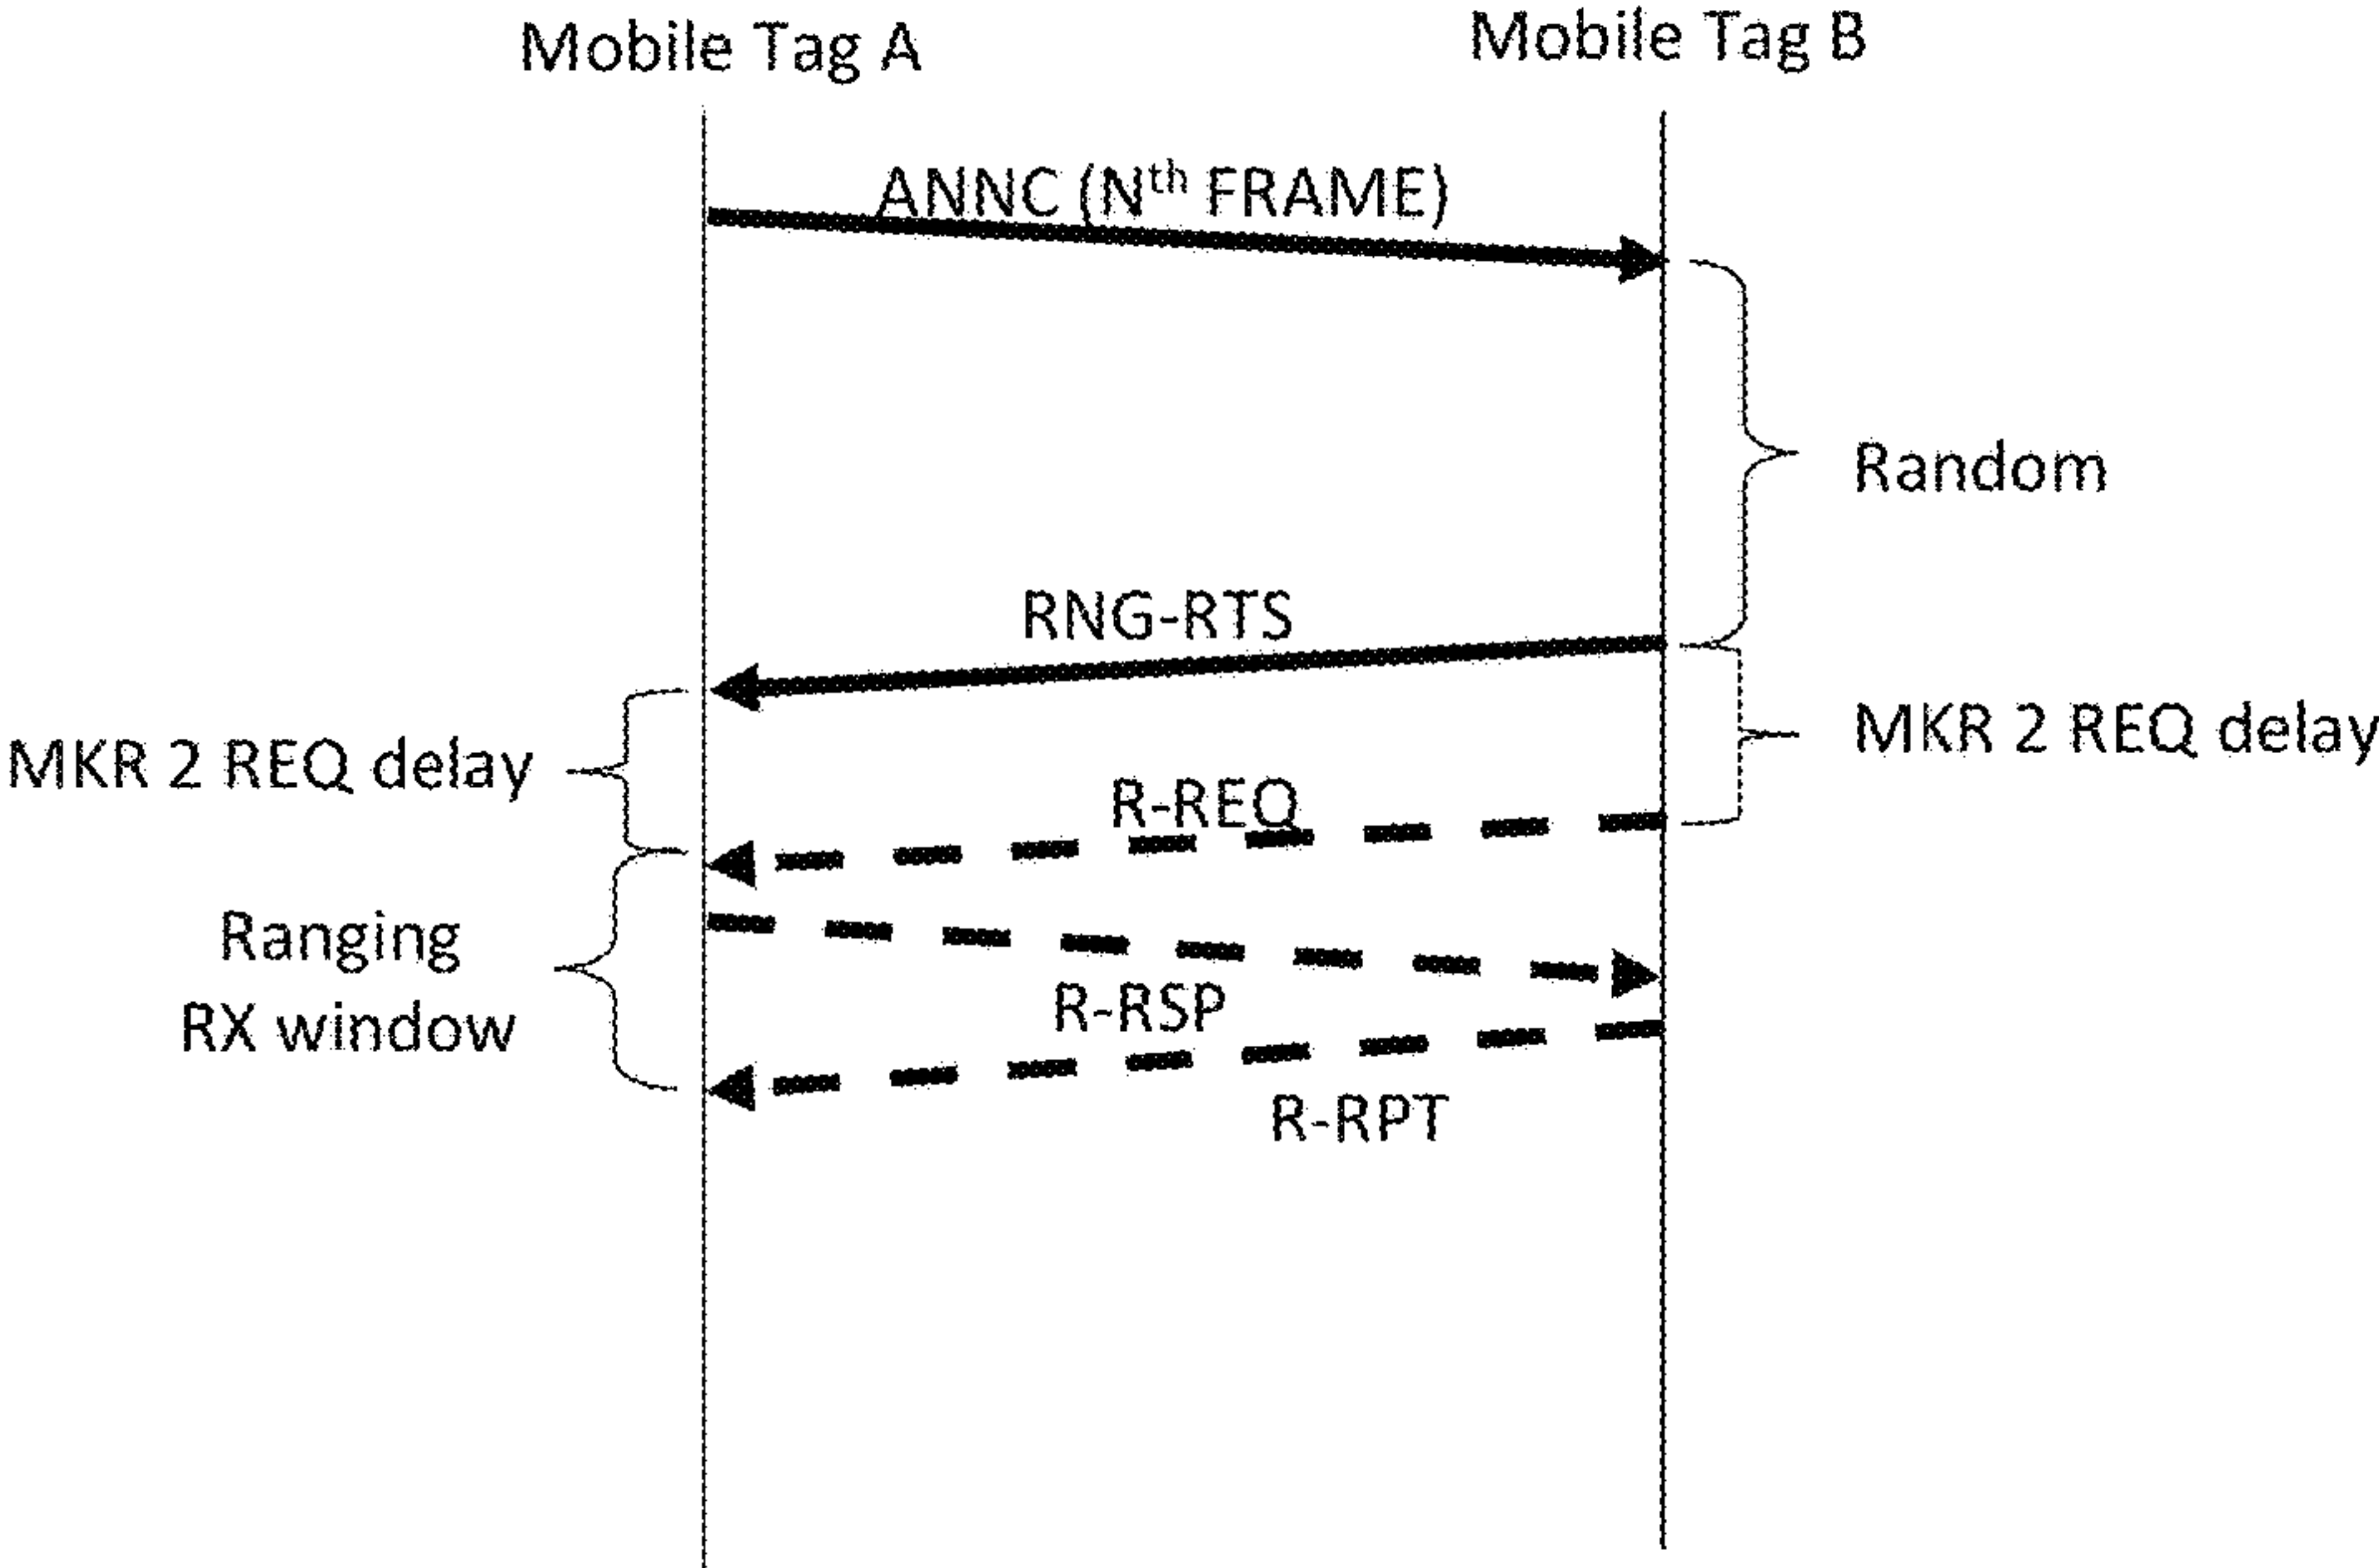 Mobile Tag A
Mobile Tag B
ANNC (Nth FRAME)
Random
RNG-RTS
MKR 2 REQ delay
MKR 2 REQ delay
R-REQ
Ranging
RX window
R-RSP
R-RPT